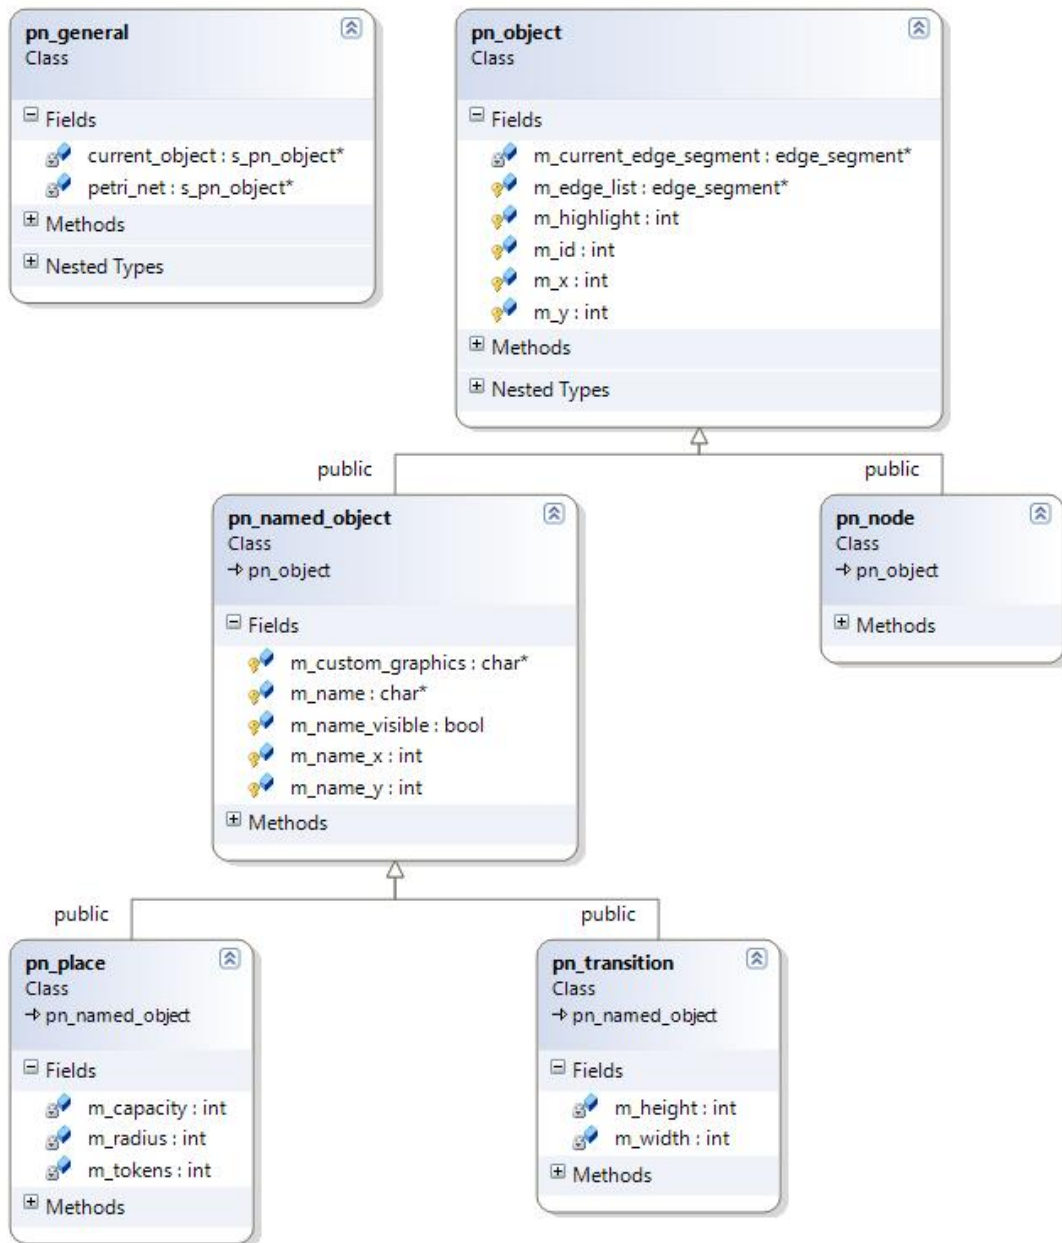 pn_general
Class
Fields
current_object : s_pn_object*
petri_net : s_pn_object*
Methods
Nested Types
pn_object
Class
Fields
m_current_edge_segment : edge_segment*
m_edge_list : edge_segment*
m_highlight : int
m_id : int
m_x : int
m_y : int
Methods
Nested Types
public
public
pn_named_object
Class
pn_object
Fields
m_custom_graphics : char*
m_name : char*
m_name_visible : bool
m_name_x : int
m_name_y : int
Methods
pn_node
Class
pn_object
Methods
public
public
pn_place
Class
pn_named_object
Fields
m_capacity : int
m_radius : int
m_tokens : int
Methods
pn_transition
Class
pn_named_object
Fields
m_height : int
m_width : int
Methods